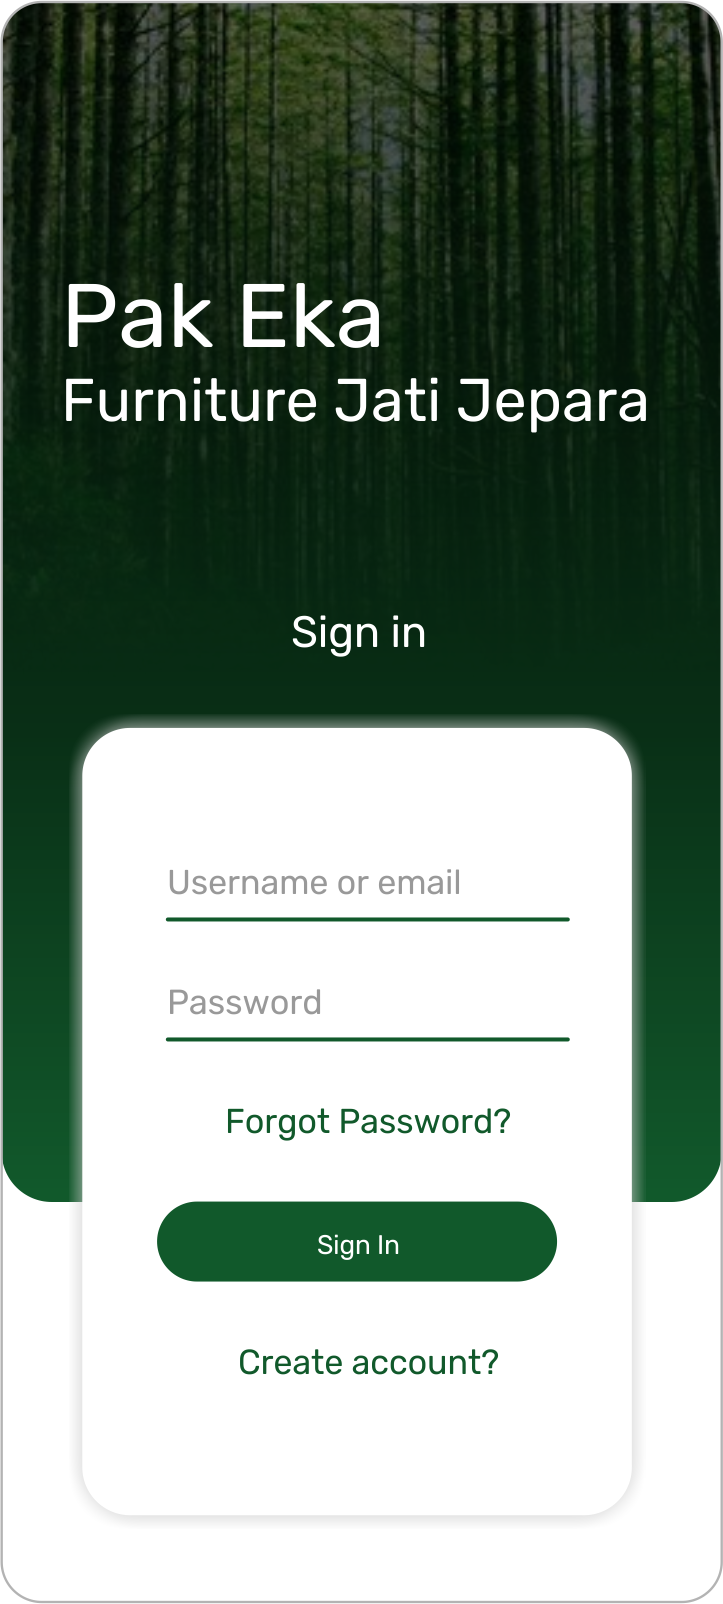 Pak Eka
Furniture Jati Jepara
Sign in
Username or email
Password
Forgot Password?
Sign In
Create account?